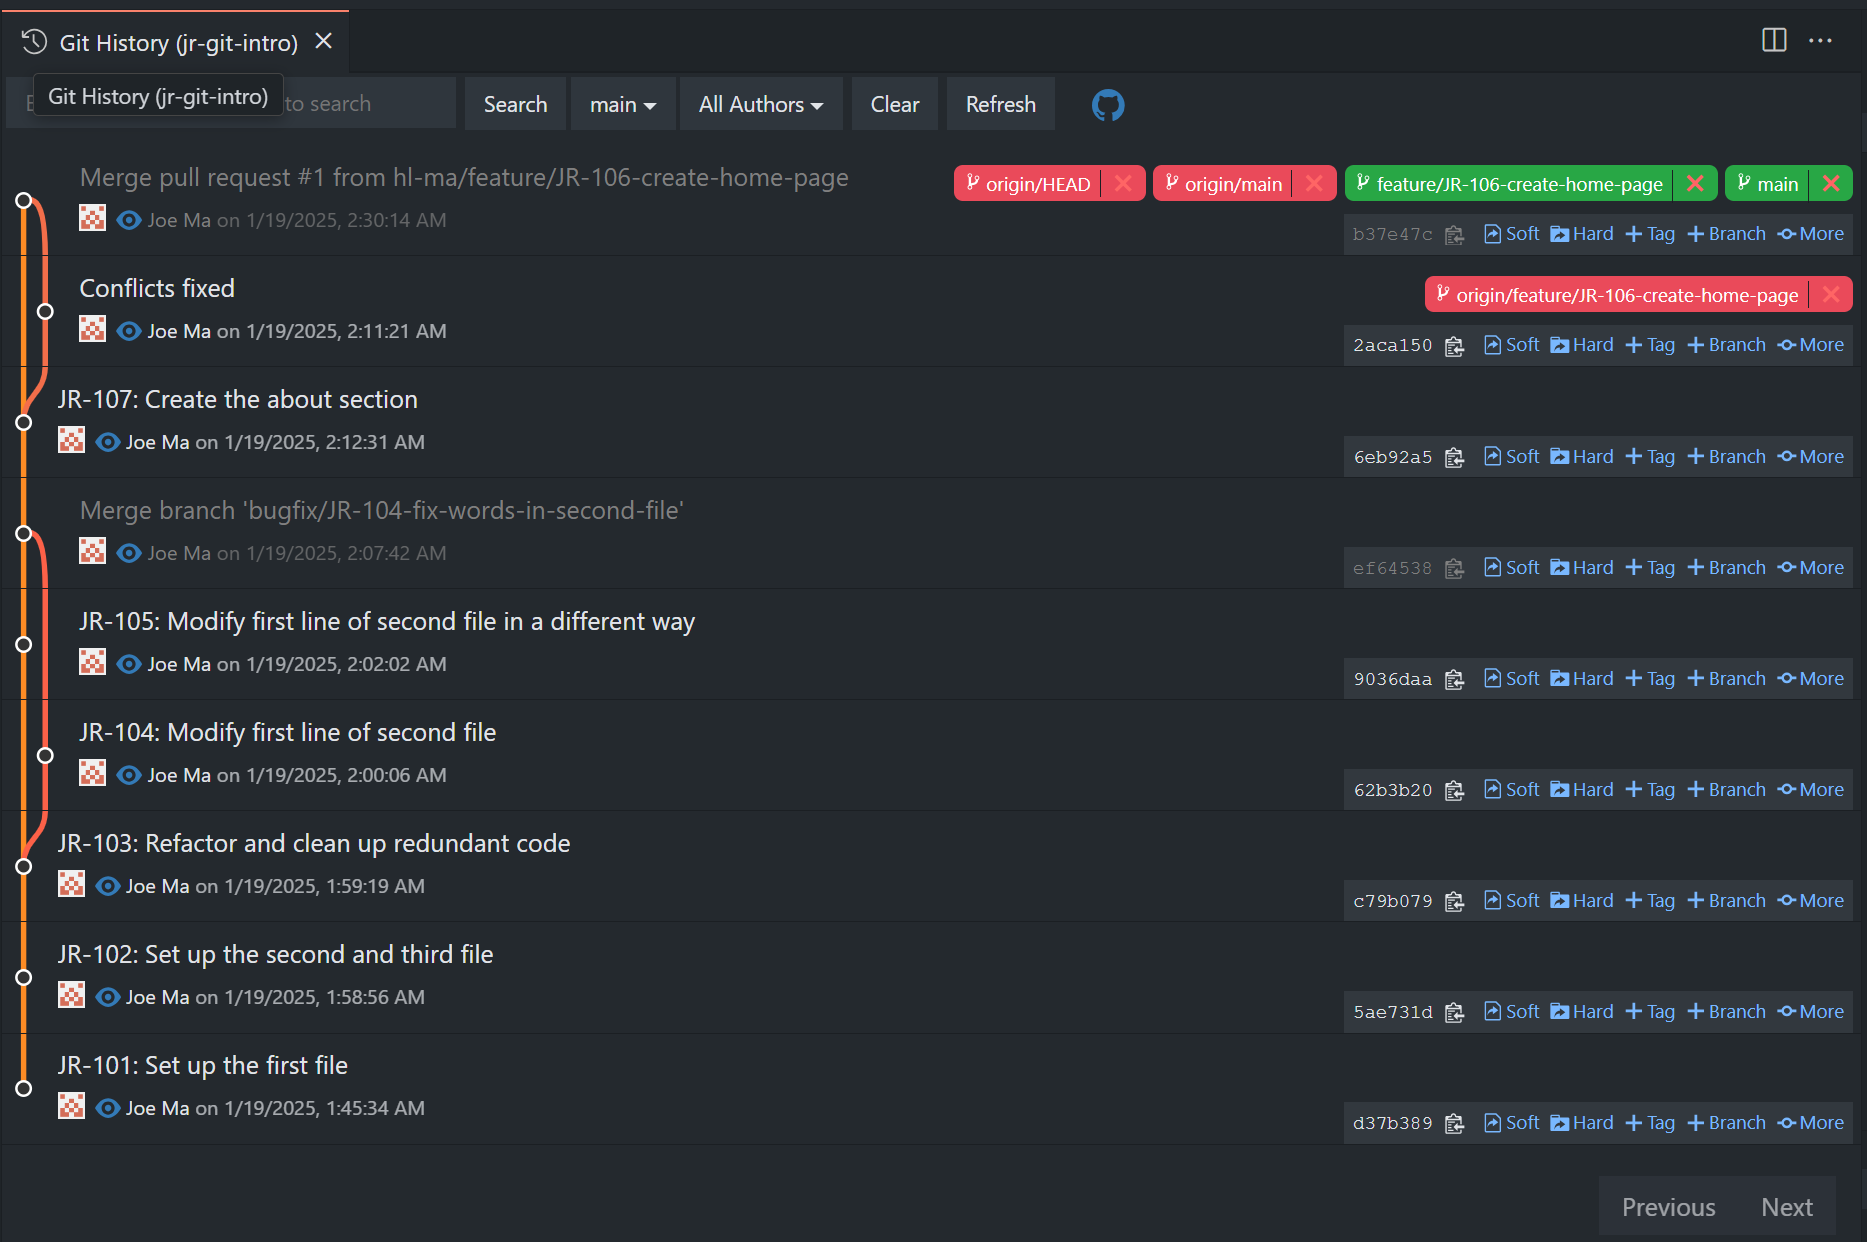 Git History (jr-git-intro)
Git History (jr-git-intro) to search Search main All Authors Clear Refresh
Merge pull request #1 from hl-ma/feature/JR-106-create-home-page origin/HEAD origin/main feature/JR-106-create-home-page main
Joe Ma on 1/19/2025, 2:30:14 AM b37e47c Soft Hard Tag Branch More
Conflicts fixed origin/feature/JR-106-create-home-page
Joe Ma on 1/19/2025, 2:11:21 AM 2aca150 Soft Hard Tag Branch More
JR-107: Create the about section
Joe Ma on 1/19/2025, 2:12:31 AM 6eb92a5 Soft Hard Tag Branch More
Merge branch 'bugfix/JR-104-fix-words-in-second-file'
Joe Ma on 1/19/2025, 2:07:42 AM ef64538 Soft Hard Tag Branch More
JR-105: Modify first line of second file in a different way
Joe Ma on 1/19/2025, 2:02:02 AM 9036daa Soft Hard Tag Branch More
JR-104: Modify first line of second file
Joe Ma on 1/19/2025, 2:00:06 AM 62b3b20 Soft Hard Tag Branch More
JR-103: Refactor and clean up redundant code
Joe Ma on 1/19/2025, 1:59:19 AM c79b079 Soft Hard Tag Branch More
JR-102: Set up the second and third file
Joe Ma on 1/19/2025, 1:58:56 AM 5ae731d Soft Hard Tag Branch More
JR-101: Set up the first file
Joe Ma on 1/19/2025, 1:45:34 AM d37b389 Soft Hard Tag Branch More
Previous Next